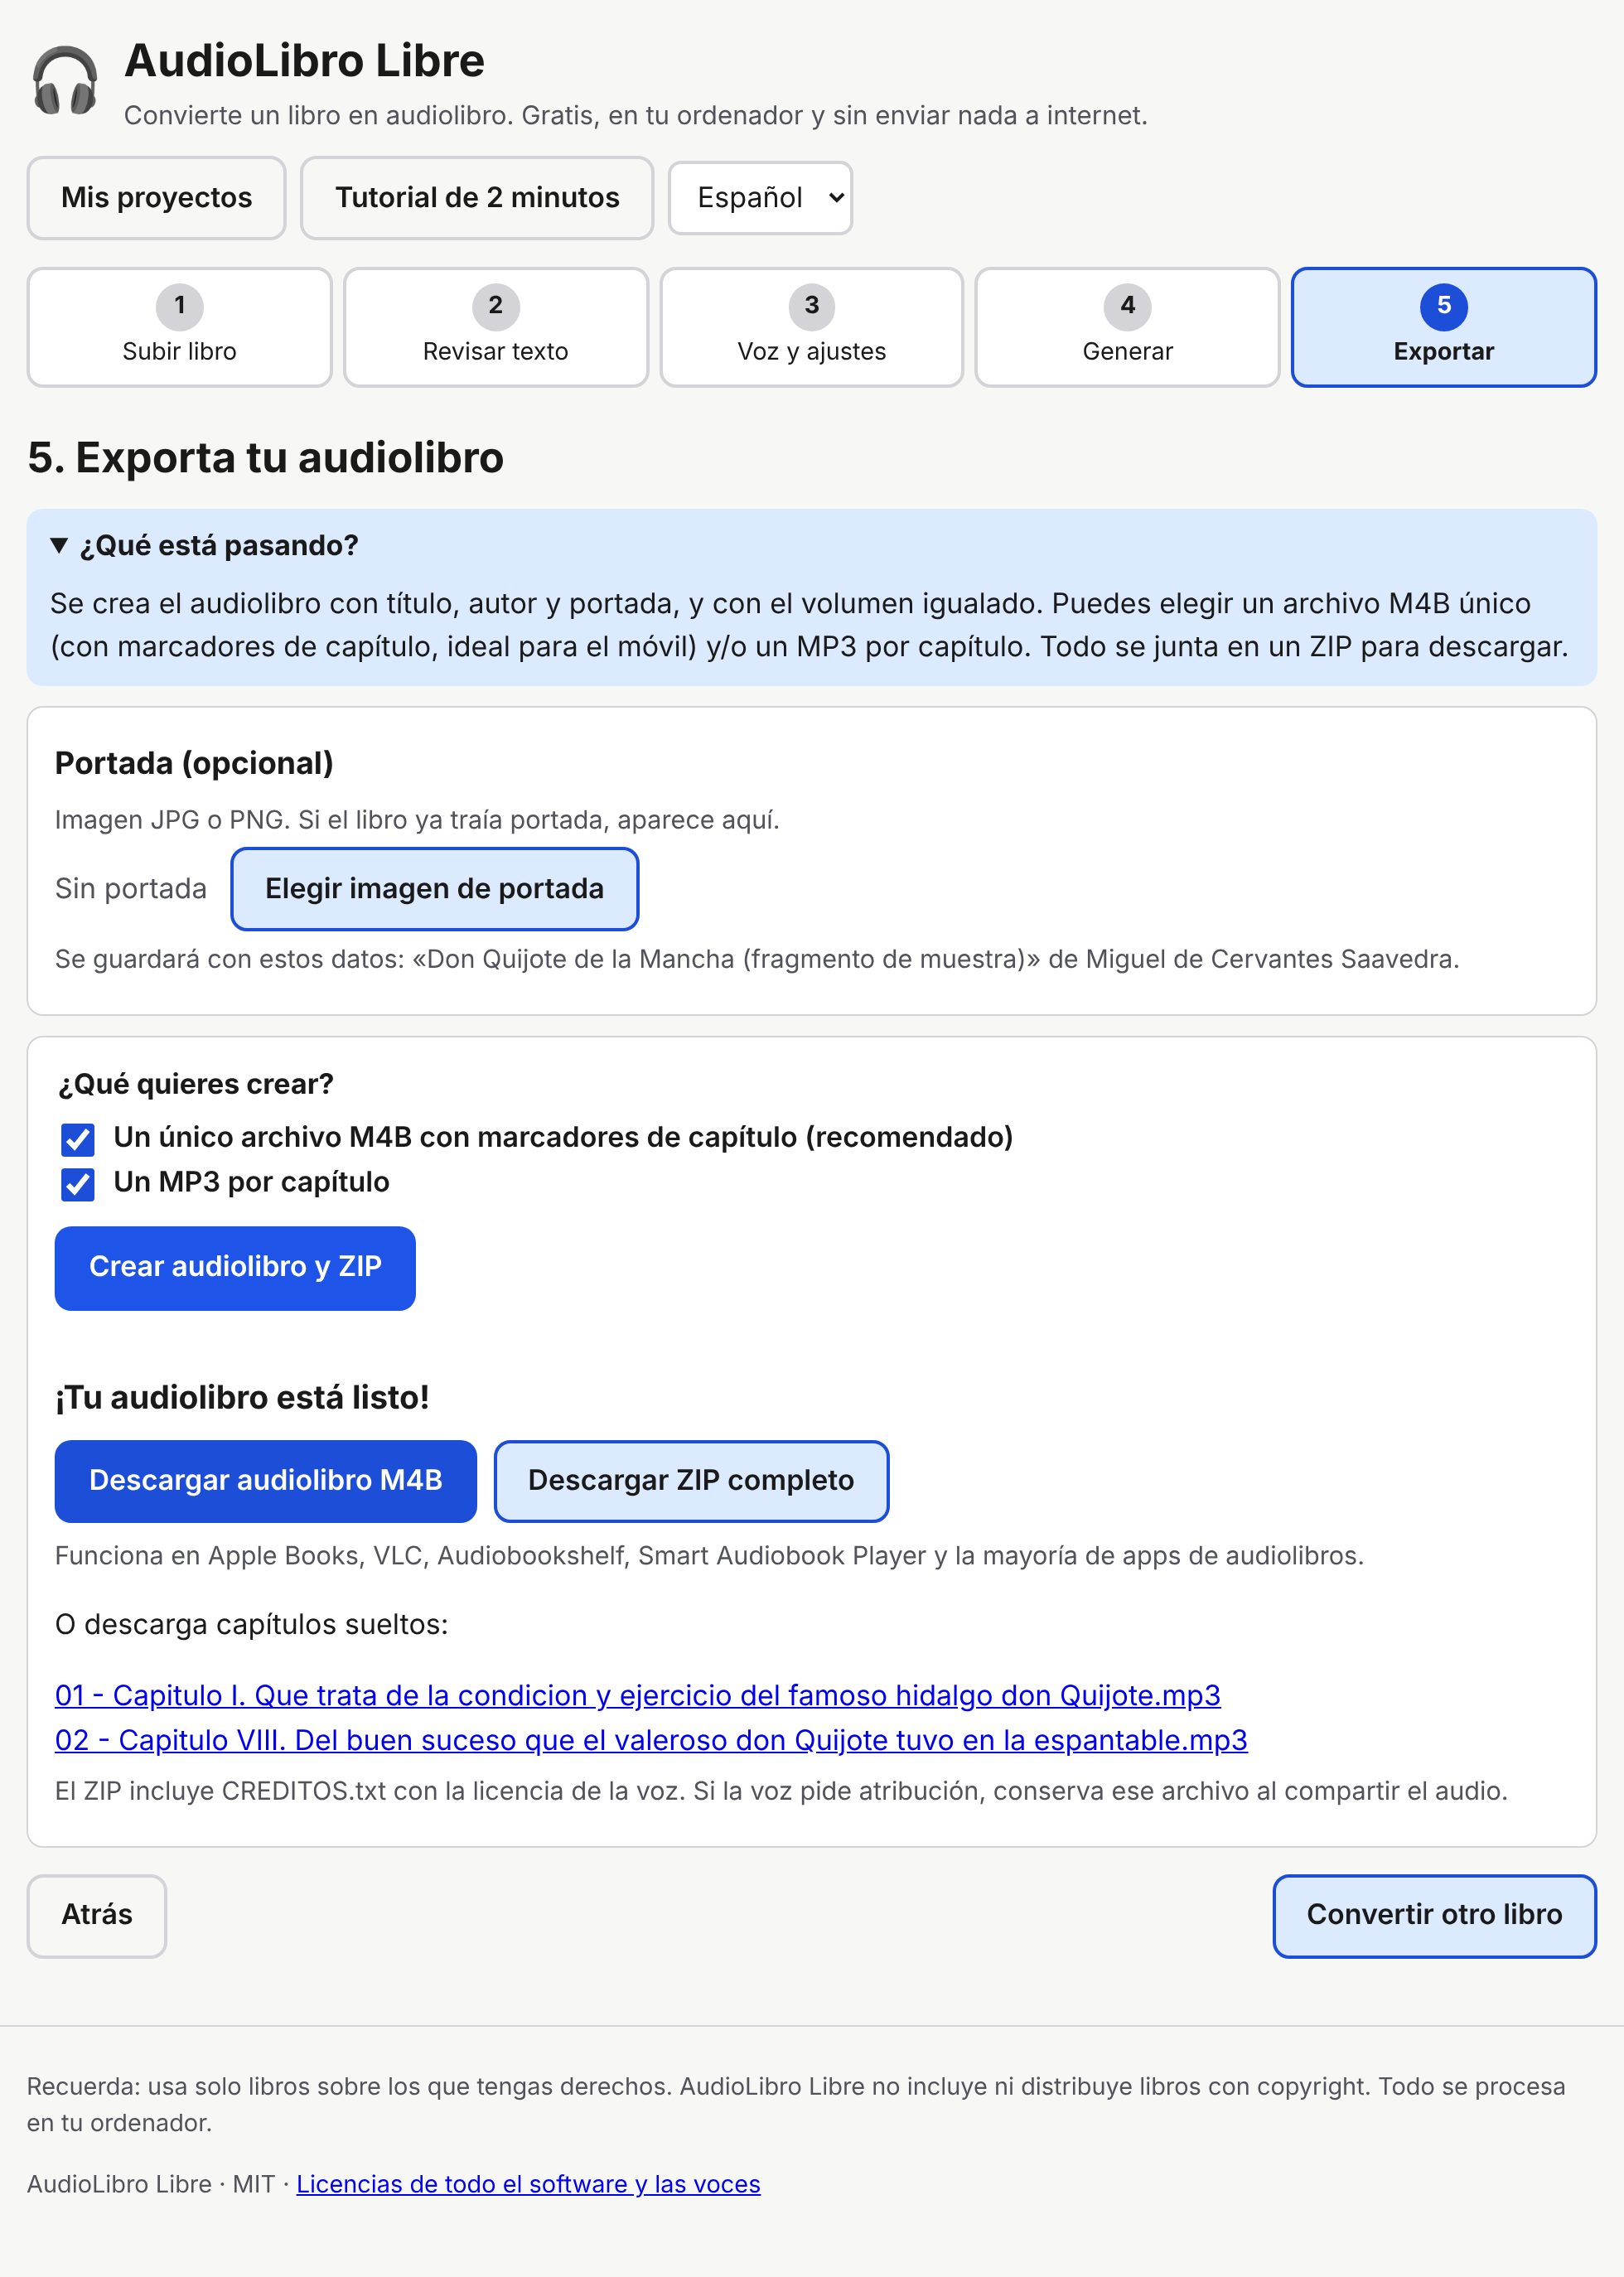 AudioLibro Libre
Convierte un libro en audiolibro. Gratis, en tu ordenador y sin enviar nada a internet.
Mis proyectos
Tutorial de 2 minutos
Español
1
Subir libro
2
Revisar texto
3
Voz y ajustes
4
Generar
5
Exportar
5. Exporta tu audiolibro
¿Qué está pasando?
Se crea el audiolibro con título, autor y portada, y con el volumen igualado. Puedes elegir un archivo M4B único
(con marcadores de capítulo, ideal para el móvil) y/o un MP3 por capítulo. Todo se junta en un ZIP para descargar.
Portada (opcional)
Imagen JPG o PNG. Si el libro ya traía portada, aparece aquí.
Sin portada
Elegir imagen de portada
Se guardará con estos datos: «Don Quijote de la Mancha (fragmento de muestra)» de Miguel de Cervantes Saavedra.
¿Qué quieres crear?
Un único archivo M4B con marcadores de capítulo (recomendado)
Un MP3 por capítulo
Crear audiolibro y ZIP
¡Tu audiolibro está listo!
Descargar audiolibro M4B
Descargar ZIP completo
Funciona en Apple Books, VLC, Audiobookshelf, Smart Audiobook Player y la mayoría de apps de audiolibros.
O descarga capítulos sueltos:
01 - Capitulo I. Que trata de la condicion y ejercicio del famoso hidalgo don Quijote.mp3
02 - Capitulo VIII. Del buen suceso que el valeroso don Quijote tuvo en la espantable.mp3
El ZIP incluye CREDITOS.txt con la licencia de la voz. Si la voz pide atribución, conserva ese archivo al compartir el audio.
Atrás
Convertir otro libro
Recuerda: usa solo libros sobre los que tengas derechos. AudioLibro Libre no incluye ni distribuye libros con copyright. Todo se procesa
en tu ordenador.
AudioLibro Libre · MIT · Licencias de todo el software y las voces